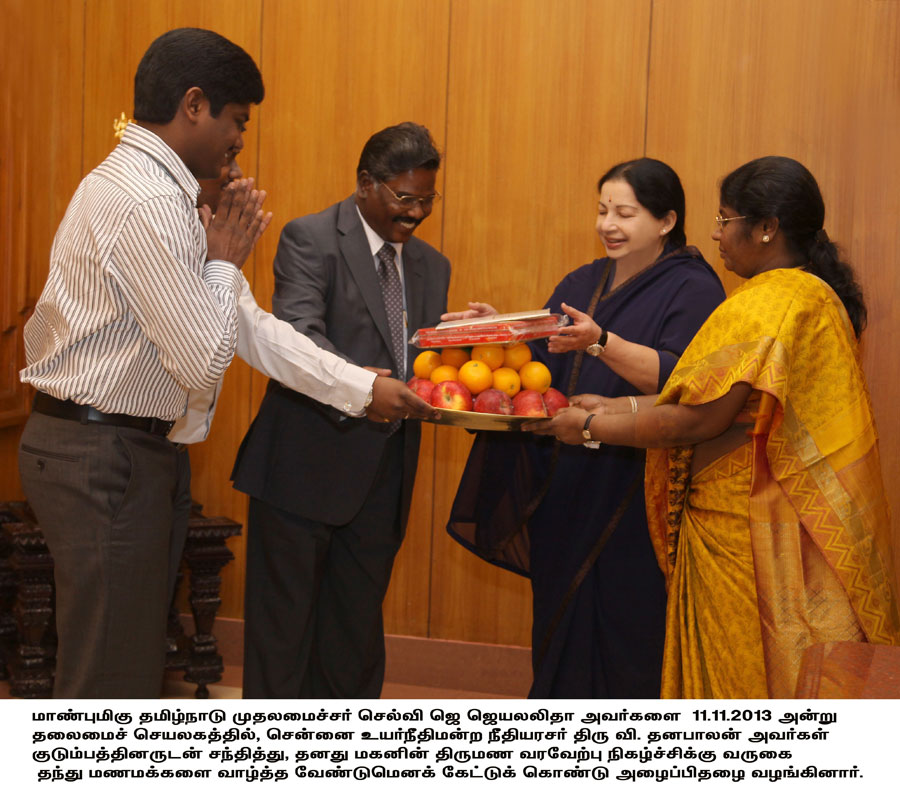 மாண்புமிகு தமிழ்நாடு முதலமைச்சர் செல்வி ஜெ ஜெயலலிதா அவர்களை 11.11.2013 அன்று
தலைமைச் செயலகத்தில், சென்னை உயர்நீதிமன்ற நீதியரசர் திரு வி. தனபாலன் அவர்கள்
குடும்பத்தினருடன் சந்தித்து, தனது மகனின் திருமண வரவேற்பு நிகழ்ச்சிக்கு வருகை
தந்து மணமக்களை வாழ்த்த வேண்டுமெனக் கேட்டுக் கொண்டு அழைப்பிதழை வழங்கினார்.